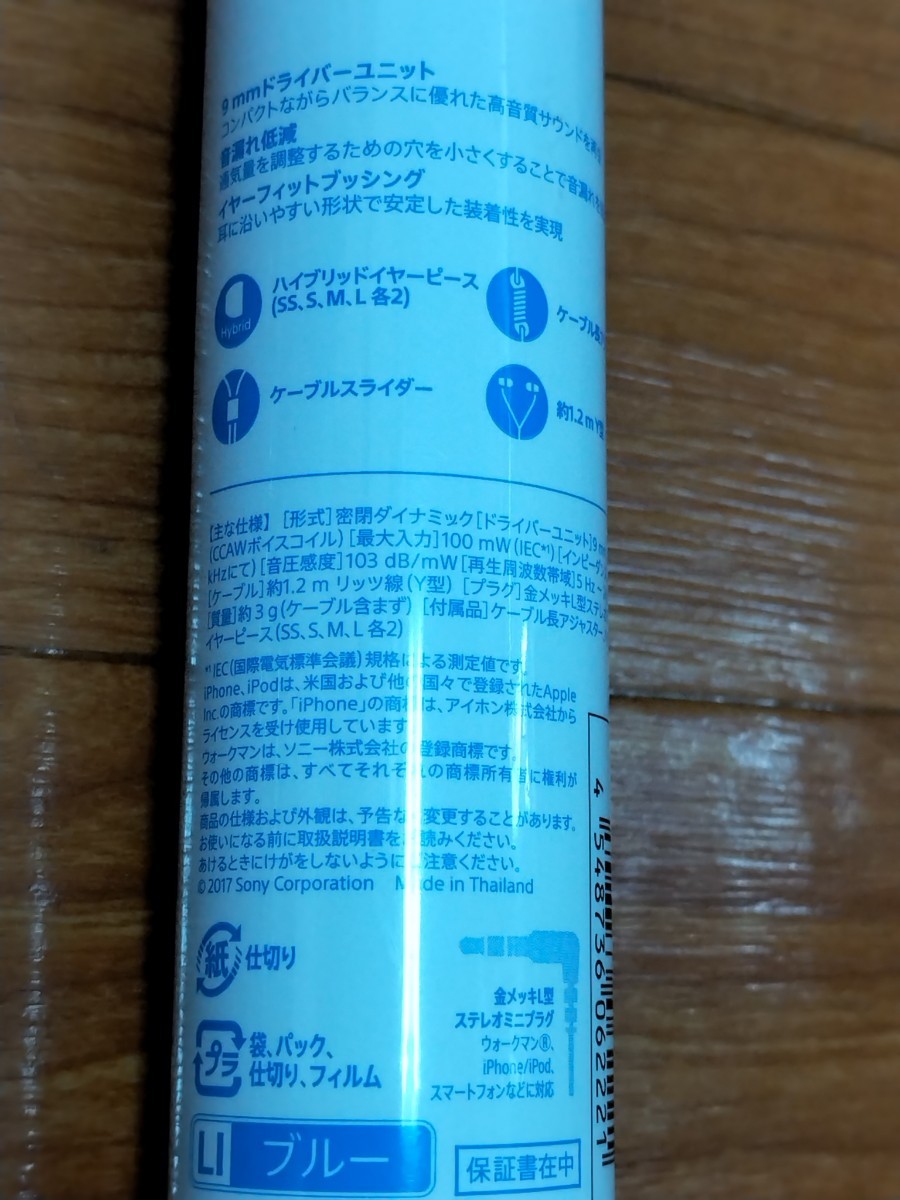 9 mmドライバーユニット
コンパクトながらバランスに優れた高音質サウンドを
音漏れ低減
通気量を調整するための穴を小さくすることで音漏れを
イヤーフィットブッシング
耳に沿いやすい形状で安定した装着性を実現
Hybrid
ハイブリッドイヤーピース
(SS、S、M、L 各2)
ケーブル長
ケーブルスライダー
約1.2 m Y型
【主な仕様】 [形式]密閉ダイナミック[ドライバーユニット]9 mm
(CCAWボイスコイル) [最大入力]100 mW (IEC*¹) [インピーダンス
kHzにて) [音圧感度] 103 dB/mW [再生周波数帯域] 5 Hz –
[ケーブル]約1.2 m リッツ線(Y型) [プラグ]金メッキL型ステレオ
[質量]約3 g (ケーブル含まず) [付属品]ケーブル長アジャスター
イヤーピース (SS、S、M、L 各2)
*¹ IEC (国際電気標準会議) 規格による測定値です。
iPhone、iPodは、米国および他の国々で登録されたApple
Inc.の商標です。「iPhone」の商標は、アイホン株式会社から
ライセンスを受け使用しています。
ウォークマンは、ソニー株式会社の登録商標です。
その他の商標は、すべてそれぞれの商標所有者に権利が
帰属します。
商品の仕様および外観は、予告なく変更することがあります。
お使いになる前に取扱説明書をお読みください。
あけるときにけがをしないようにご注意ください。
© 2017 Sony Corporation Made in Thailand
紙 仕切り
プラ 袋、パック、
仕切り、フィルム
金メッキL型
ステレオミニプラグ
ウォークマン®、
iPhone/iPod、
スマートフォンなどに対応
LI ブルー
保証書在中
4 548736 062221